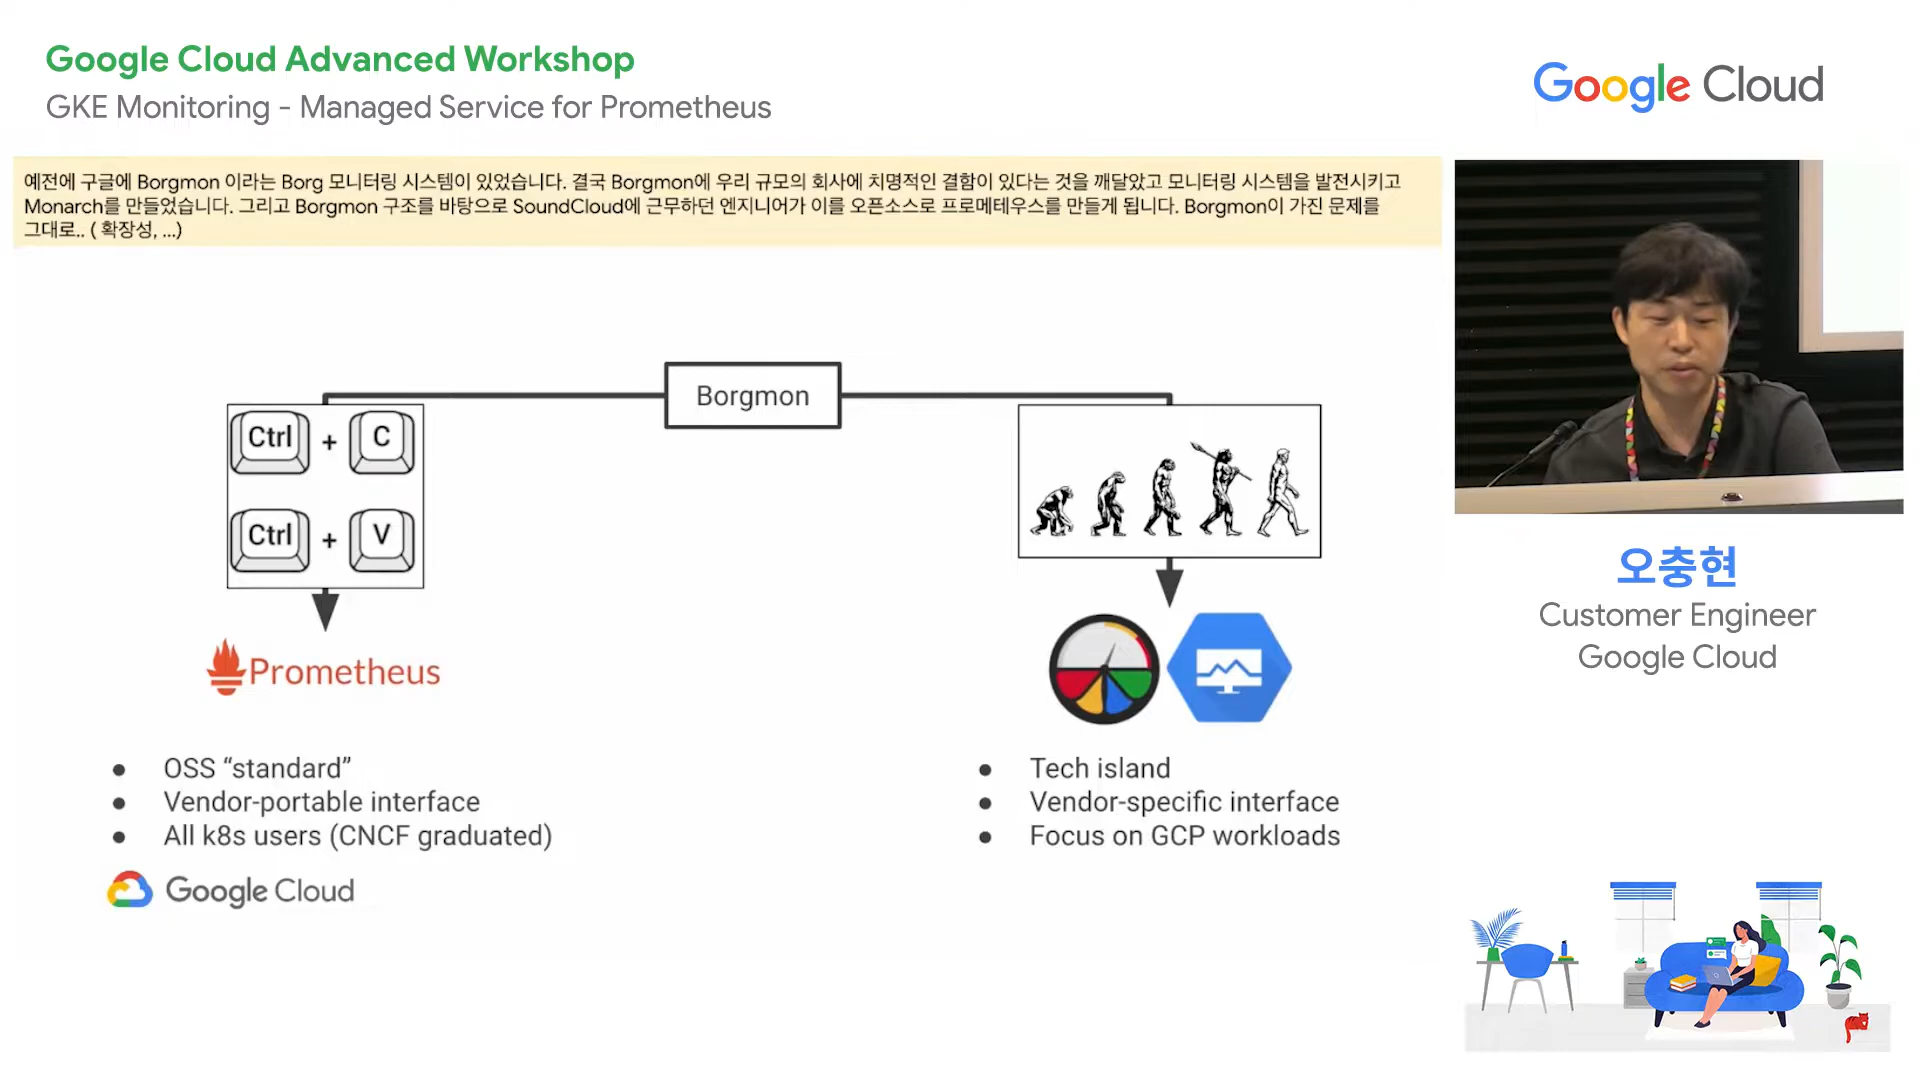 Google Cloud Advanced Workshop
GKE Monitoring - Managed Service for Prometheus
Google Cloud
예전에 구글에 Borgmon 이라는 Borg 모니터링 시스템이 있었습니다. 결국 Borgmon에 우리 규모의 회사에 치명적인 결함이 있다는 것을 깨달았고 모니터링 시스템을 발전시키고
Monarch를 만들었습니다. 그리고 Borgmon 구조를 바탕으로 SoundCloud에 근무하던 엔지니어가 이를 오픈소스로 프로메테우스를 만들게 됩니다. Borgmon이 가진 문제를
그대로.. ( 확장성, ...)
Borgmon
Ctrl + C
Ctrl + V
Prometheus
• OSS “standard”
• Vendor-portable interface
• All k8s users (CNCF graduated)
Google Cloud
• Tech island
• Vendor-specific interface
• Focus on GCP workloads
오충현
Customer Engineer
Google Cloud